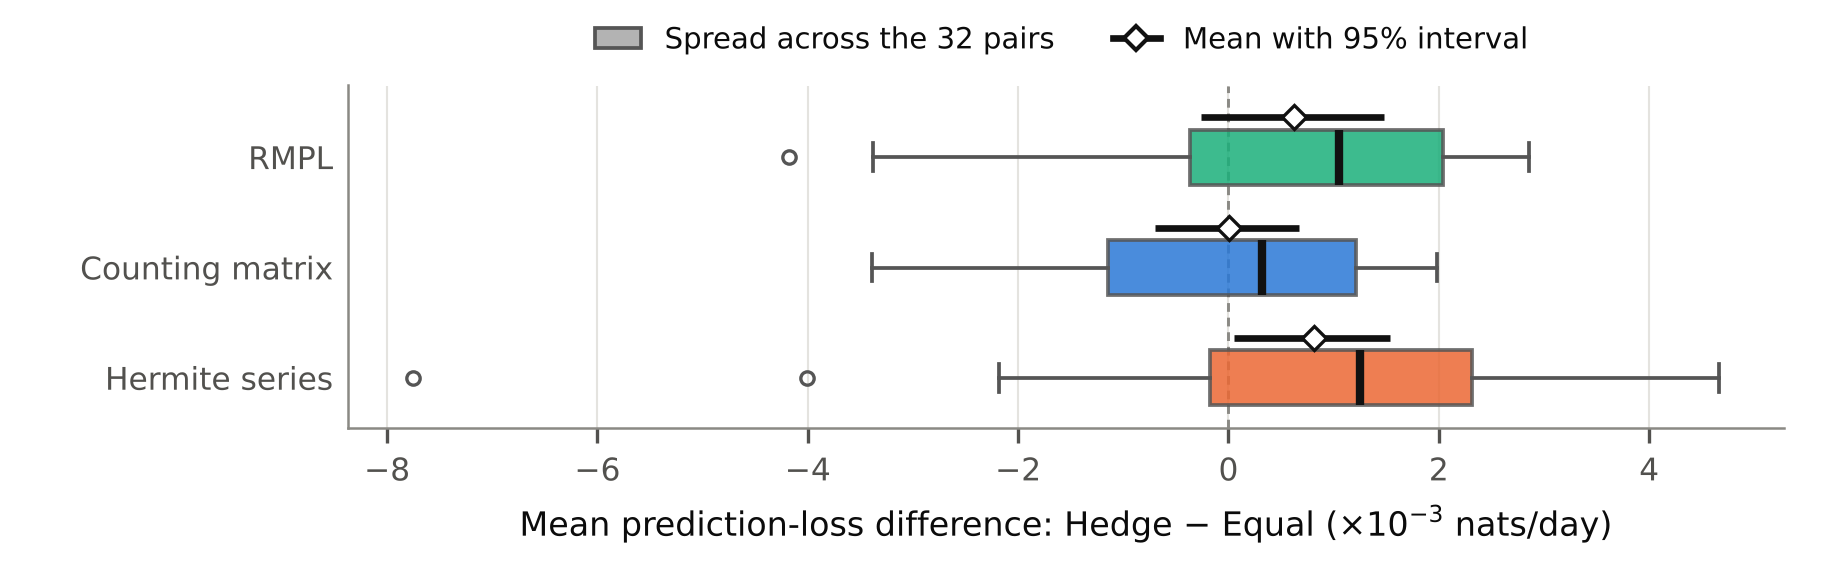 Spread across the 32 pairs Mean with 95% interval
RMPL
Counting matrix
Hermite series
−8 −6 −4 −2 0 2 4
Mean prediction-loss difference: Hedge − Equal (×10⁻³ nats/day)